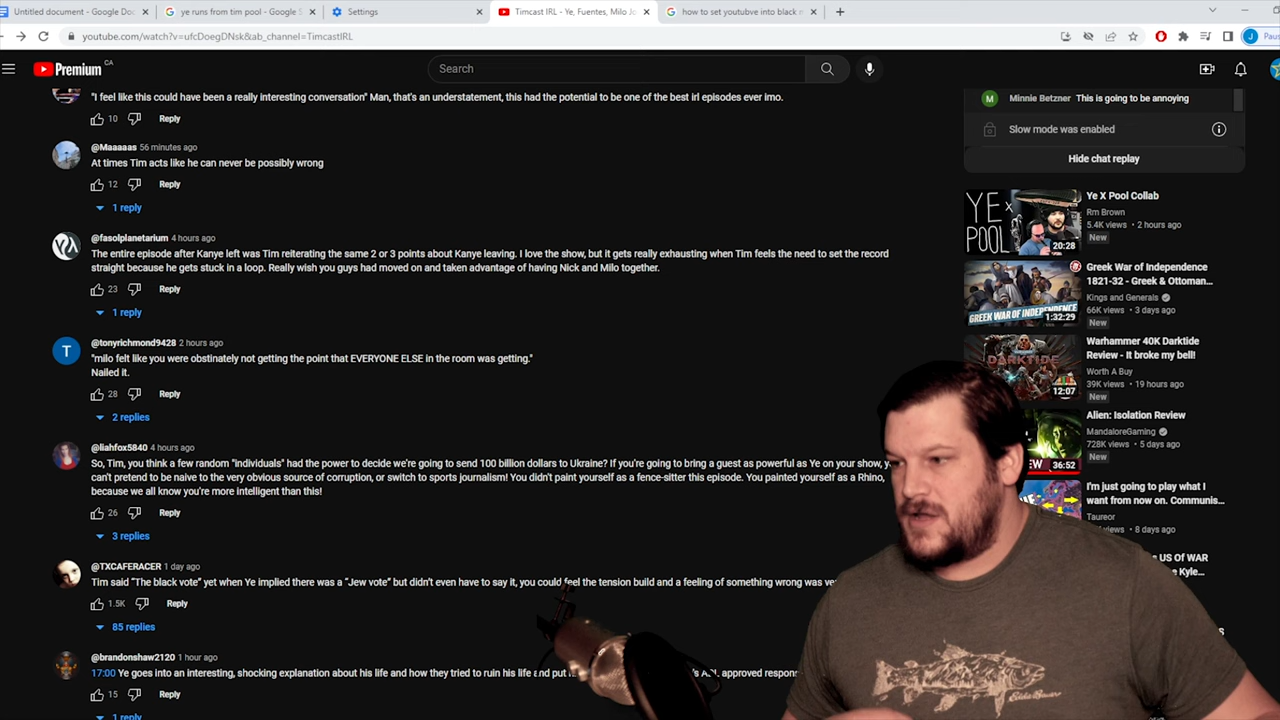 Untitled document - Google Doc
ye runs from tim pool - Google S
Settings
Timcast IRL - Ye, Fuentes, Milo Jo
how to set youtubve into black m
youtube.com/watch?v=ufcDoegDNsk&ab_channel=TimcastIRL
J
Paus
Premium CA
Search
"I feel like this could have been a really interesting conversation" Man, that's an understatement, this had the potential to be one of the best irl episodes ever imo.
10 Reply
@Maaaaas 56 minutes ago
At times Tim acts like he can never be possibly wrong
12 Reply
1 reply
@fasolplanetarium 4 hours ago
The entire episode after Kanye left was Tim reiterating the same 2 or 3 points about Kanye leaving. I love the show, but it gets really exhausting when Tim feels the need to set the record
straight because he gets stuck in a loop. Really wish you guys had moved on and taken advantage of having Nick and Milo together.
23 Reply
1 reply
T
@tonyrichmond9428 2 hours ago
"milo felt like you were obstinately not getting the point that EVERYONE ELSE in the room was getting."
Nailed it.
28 Reply
2 replies
@liahfox5840 4 hours ago
So, Tim, you think a few random "individuals" had the power to decide we're going to send 100 billion dollars to Ukraine? If you're going to bring a guest as powerful as Ye on your show, y
can't pretend to be naive to the very obvious source of corruption, or switch to sports journalism! You didn't paint yourself as a fence-sitter this episode. You painted yourself as a Rhino,
because we all know you're more intelligent than this!
26 Reply
3 replies
@TXCAFERACER 1 day ago
Tim said "The black vote" yet when Ye implied there was a "Jew vote" but didn't even have to say it, you could feel the tension build and a feeling of something wrong was ve
1.5K Reply
85 replies
@brandonshaw2120 1 hour ago
17:00 Ye goes into an interesting, shocking explanation about his life and how they tried to ruin his life and put
approved respons
15 Reply
1 reply
M
Minnie Betzner This is going to be annoying
Slow mode was enabled
Hide chat replay
YE X POOL
20:28
Ye X Pool Collab
Rm Brown
5.4K views • 2 hours ago
New
GREEK WAR OF INDEPENDENCE
1:32:29
Greek War of Independence
1821-32 - Greek & Ottoman...
Kings and Generals
66K views • 3 days ago
New
DARKTIDE
12:07
Warhammer 40K Darktide
Review - It broke my bell!
Worth A Buy
39K views • 19 hours ago
New
36:52
Alien: Isolation Review
MandaloreGaming
728K views • 5 days ago
New
I'm just going to play what I
want from now on. Communis...
Taureor
views • 8 days ago
US Of WAR
Kyle...
Eddie Bauer